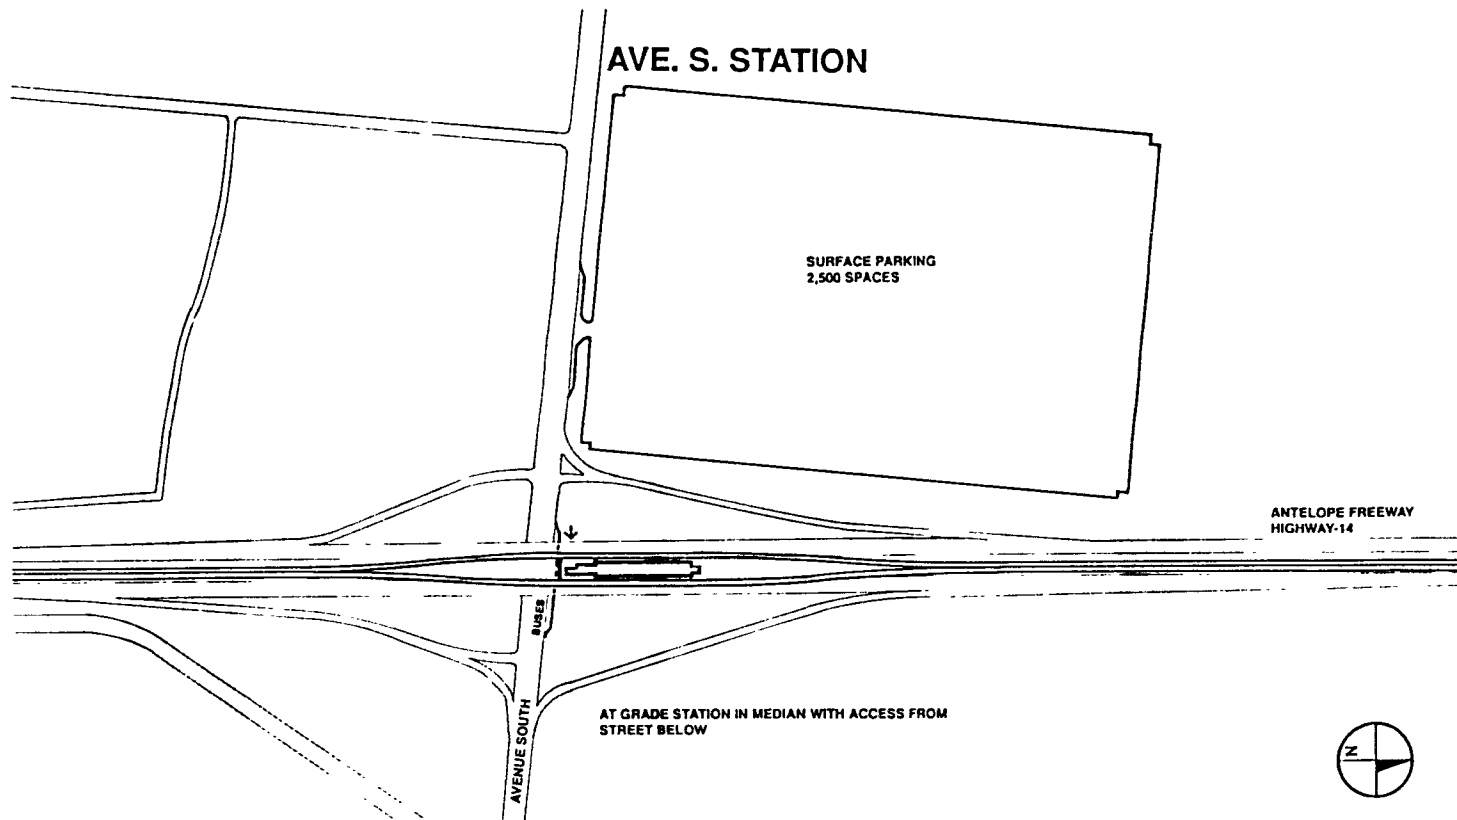 AVE. S. STATION
SURFACE PARKING
2,500 SPACES
ANTELOPE FREEWAY
HIGHWAY-14
BUSES
AVENUE SOUTH
AT GRADE STATION IN MEDIAN WITH ACCESS FROM
STREET BELOW
N